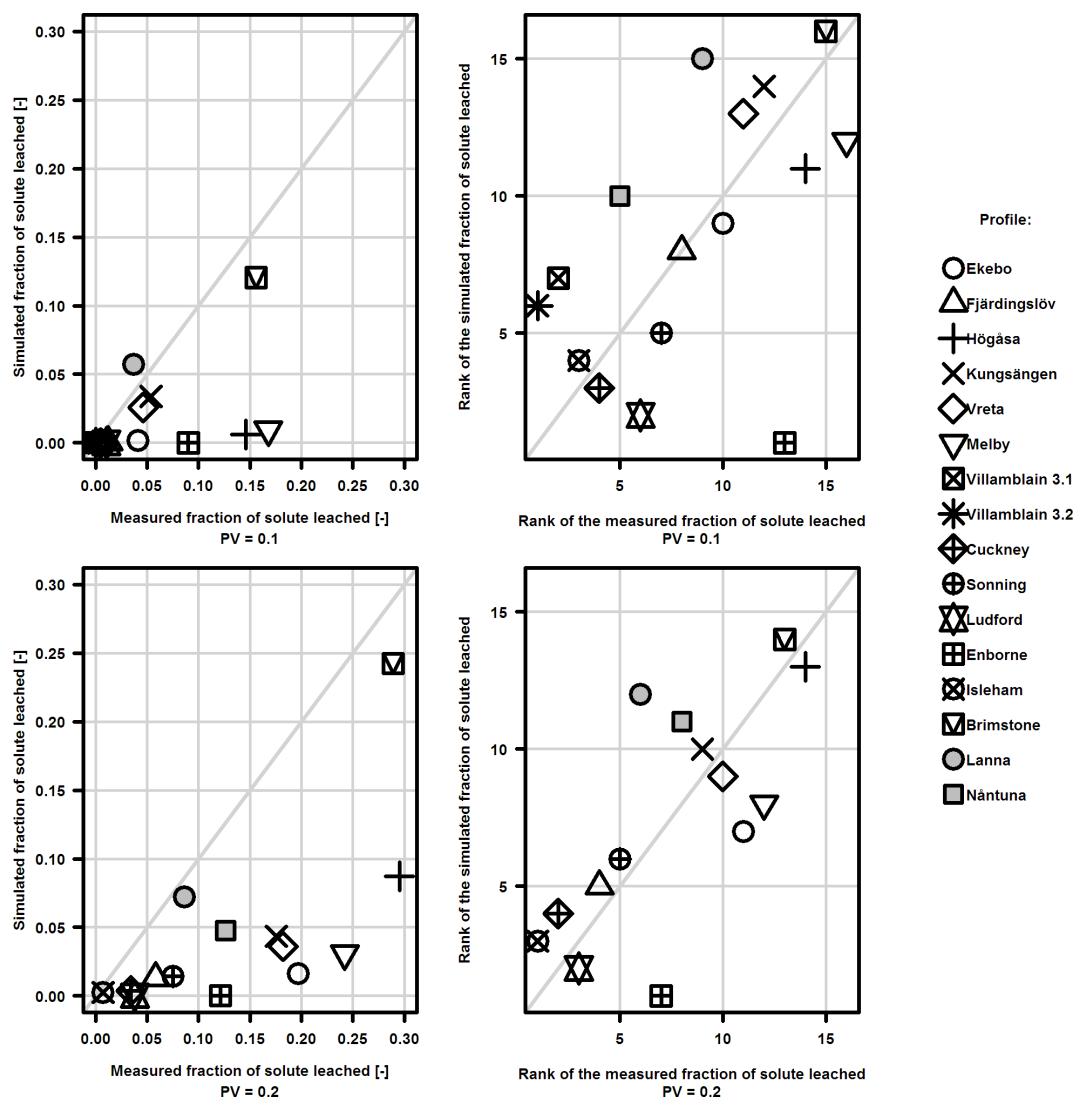 Simulated fraction of solute leached [-]
0.30
0.25
0.20
0.15
0.10
0.05
0.00
0.00 0.05 0.10 0.15 0.20 0.25 0.30
Measured fraction of solute leached [-]
PV = 0.1
Rank of the simulated fraction of solute leached
15
10
5
5 10 15
Rank of the measured fraction of solute leached
PV = 0.1
Simulated fraction of solute leached [-]
0.30
0.25
0.20
0.15
0.10
0.05
0.00
0.00 0.05 0.10 0.15 0.20 0.25 0.30
Measured fraction of solute leached [-]
PV = 0.2
Rank of the simulated fraction of solute leached
15
10
5
5 10 15
Rank of the measured fraction of solute leached
PV = 0.2
Profile:
Ekebo
Fjärdingslöv
Högåsa
Kungsängen
Vreta
Melby
Villamblain 3.1
Villamblain 3.2
Cuckney
Sonning
Ludford
Enborne
Isleham
Brimstone
Lanna
Nåntuna